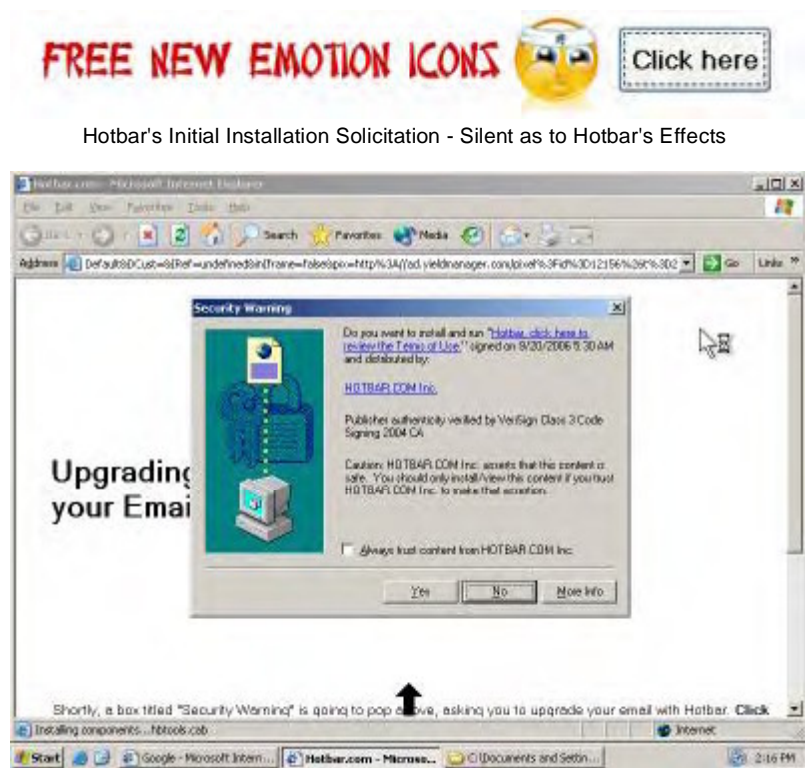 FREE NEW EMOTION ICONS
Click here
Hotbar's Initial Installation Solicitation - Silent as to Hotbar's Effects
Hotbar.com - Microsoft Internet Explorer
File Edit View Favorites Tools Help
Search Favorites Media
Address Go Links »
Security Warning
Do you want to install and run "Hotbar, click here to
review the Terms of Use." signed on 9/20/2006 5:30 AM
and distributed by:
HOTBAR.COM Inc.
Publisher authenticity verified by VeriSign Class 3 Code
Signing 2004 CA
Caution: HOTBAR.COM Inc. asserts that this content is
safe. You should only install/view this content if you trust
HOTBAR.COM Inc. to make that assertion.
Always trust content from HOTBAR.COM Inc.
Yes No More Info
Upgrading
your Emai
Shortly, a box titled "Security Warning" is going to pop above, asking you to upgrade your email with Hotbar. Click
Installing components...hbtools.cab Internet
Start Google - Microsoft Intern... Hotbar.com - Microso... C:\Documents and Settin... 2:16 PM